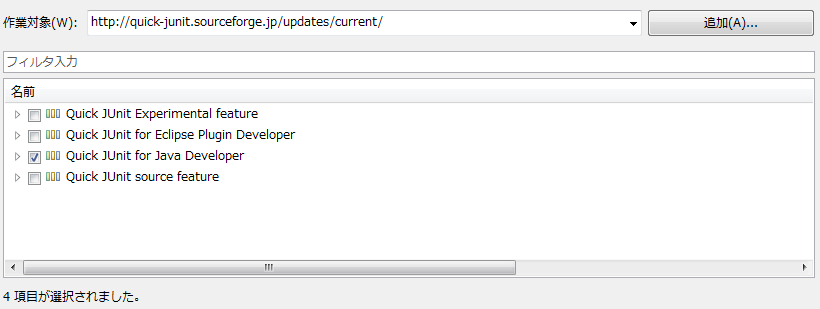 作業対象(W): http://quick-junit.sourceforge.jp/updates/current/ 追加(A)...
フィルタ入力
名前
Quick JUnit Experimental feature
Quick JUnit for Eclipse Plugin Developer
Quick JUnit for Java Developer
Quick JUnit source feature
4 項目が選択されました。